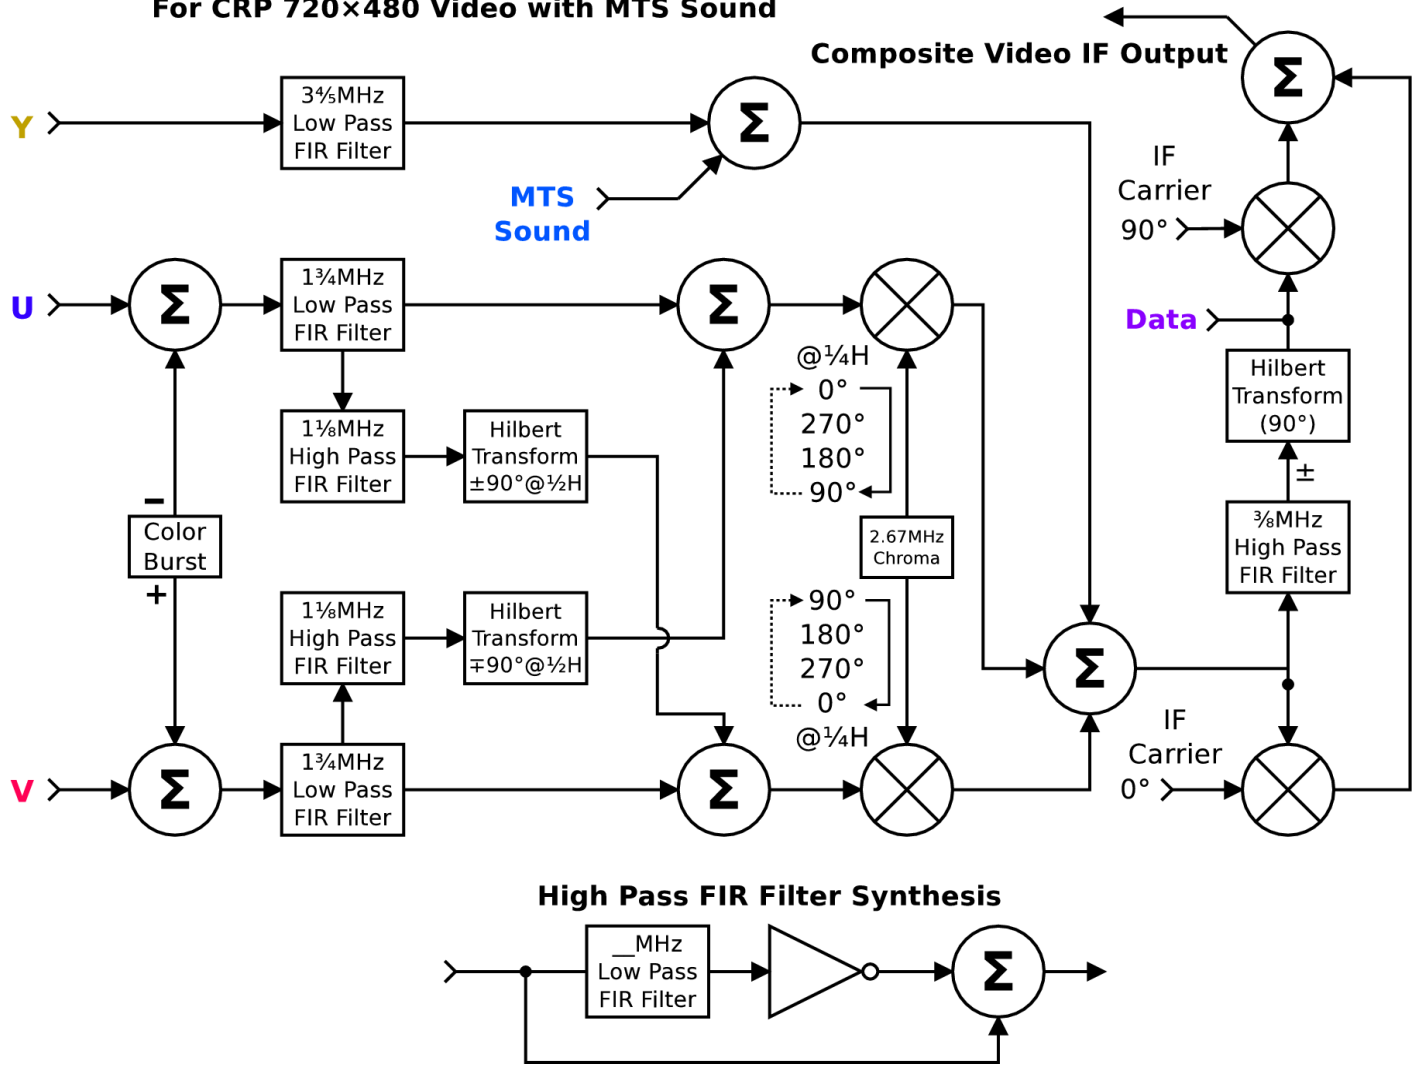 For CRP 720×480 Video with MTS Sound
Composite Video IF Output
Σ
Y
3⅘MHz
Low Pass
FIR Filter
Σ
MTS
Sound
IF
Carrier
90°
U
Σ
1¾MHz
Low Pass
FIR Filter
Σ
Data
@¼H
0°
270°
180°
90°
Hilbert
Transform
(90°)
1⅛MHz
High Pass
FIR Filter
Hilbert
Transform
±90°@½H
±
−
Color
Burst
+
2.67MHz
Chroma
⅜MHz
High Pass
FIR Filter
1⅛MHz
High Pass
FIR Filter
Hilbert
Transform
∓90°@½H
90°
180°
270°
0°
@¼H
Σ
IF
Carrier
0°
V
Σ
1¾MHz
Low Pass
FIR Filter
Σ
High Pass FIR Filter Synthesis
__MHz
Low Pass
FIR Filter
Σ